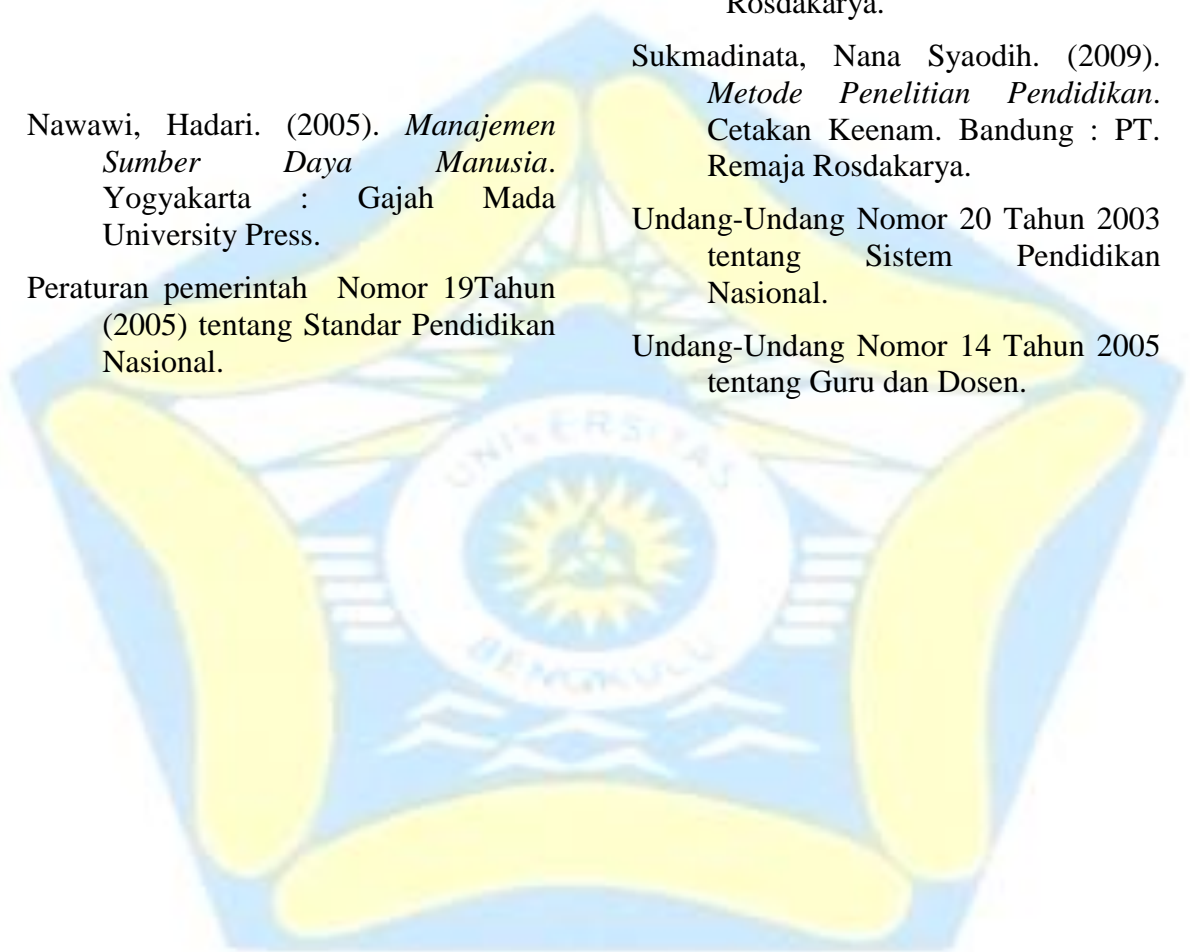 Nawawi, Hadari. (2005). Manajemen
Sumber Daya Manusia.
Yogyakarta : Gajah Mada
University Press.
Peraturan pemerintah Nomor 19Tahun
(2005) tentang Standar Pendidikan
Nasional.
Rosdakarya.
Sukmadinata, Nana Syaodih. (2009).
Metode Penelitian Pendidikan.
Cetakan Keenam. Bandung : PT.
Remaja Rosdakarya.
Undang-Undang Nomor 20 Tahun 2003
tentang Sistem Pendidikan
Nasional.
Undang-Undang Nomor 14 Tahun 2005
tentang Guru dan Dosen.
UNIVERSITAS
BENGKULU